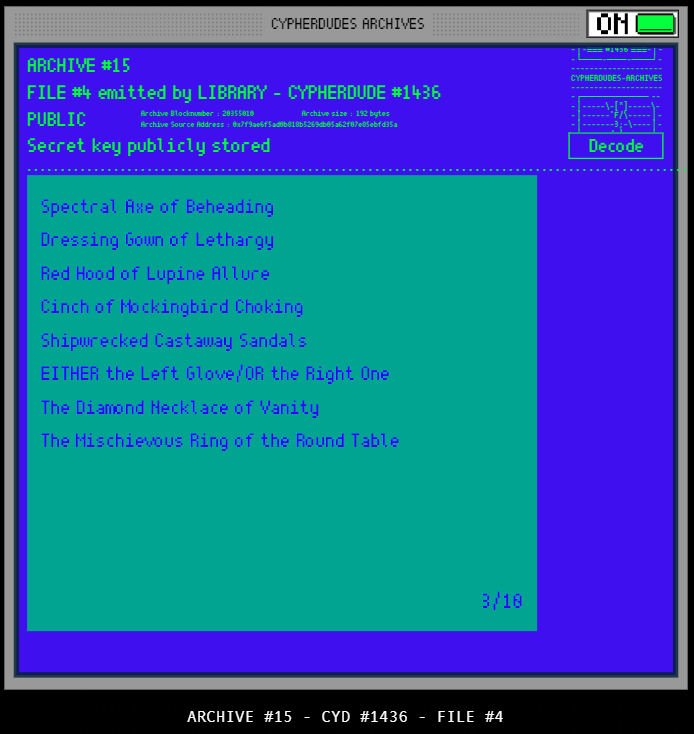 CYPHERDUDES ARCHIVES
ON
ARCHIVE #15
FILE #4 emitted by LIBRARY - CYPHERDUDE #1436
PUBLIC
Archive Blocknumber : 20355010
Archive size : 192 bytes
Archive Source Address : 0x7f9ae6f5ad0b818b5269db05a62f07e85ebfd35a
Secret key publicly stored
CYPHERDUDES-ARCHIVES
Decode
Spectral Axe of Beheading
Dressing Gown of Lethargy
Red Hood of Lupine Allure
Cinch of Mockingbird Choking
Shipwrecked Castaway Sandals
EITHER the Left Glove/OR the Right One
The Diamond Necklace of Vanity
The Mischievous Ring of the Round Table
3/10
ARCHIVE #15 - CYD #1436 - FILE #4